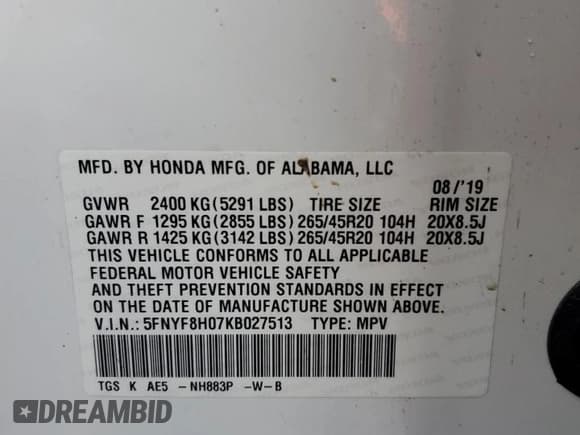 MFD. BY HONDA MFG. OF ALABAMA, LLC
08/'19
GVWR 2400 KG(5291 LBS) TIRE SIZE RIM SIZE
GAWR F 1295 KG(2855 LBS)265/45R20 104H 20X8.5J
GAWR R 1425 KG(3142 LBS)265/45R20 104H 20X8.5J
THIS VEHICLE CONFORMS TO ALL APPLICABLE
FEDERAL MOTOR VEHICLE SAFETY
AND THEFT PREVENTION STANDARDS IN EFFECT
ON THE DATE OF MANUFACTURE SHOWN ABOVE.
V.I.N.: 5FNYF8H07KB027513 TYPE: MPV
TGS K AE5 -NH883P -W-B
DREAMBID